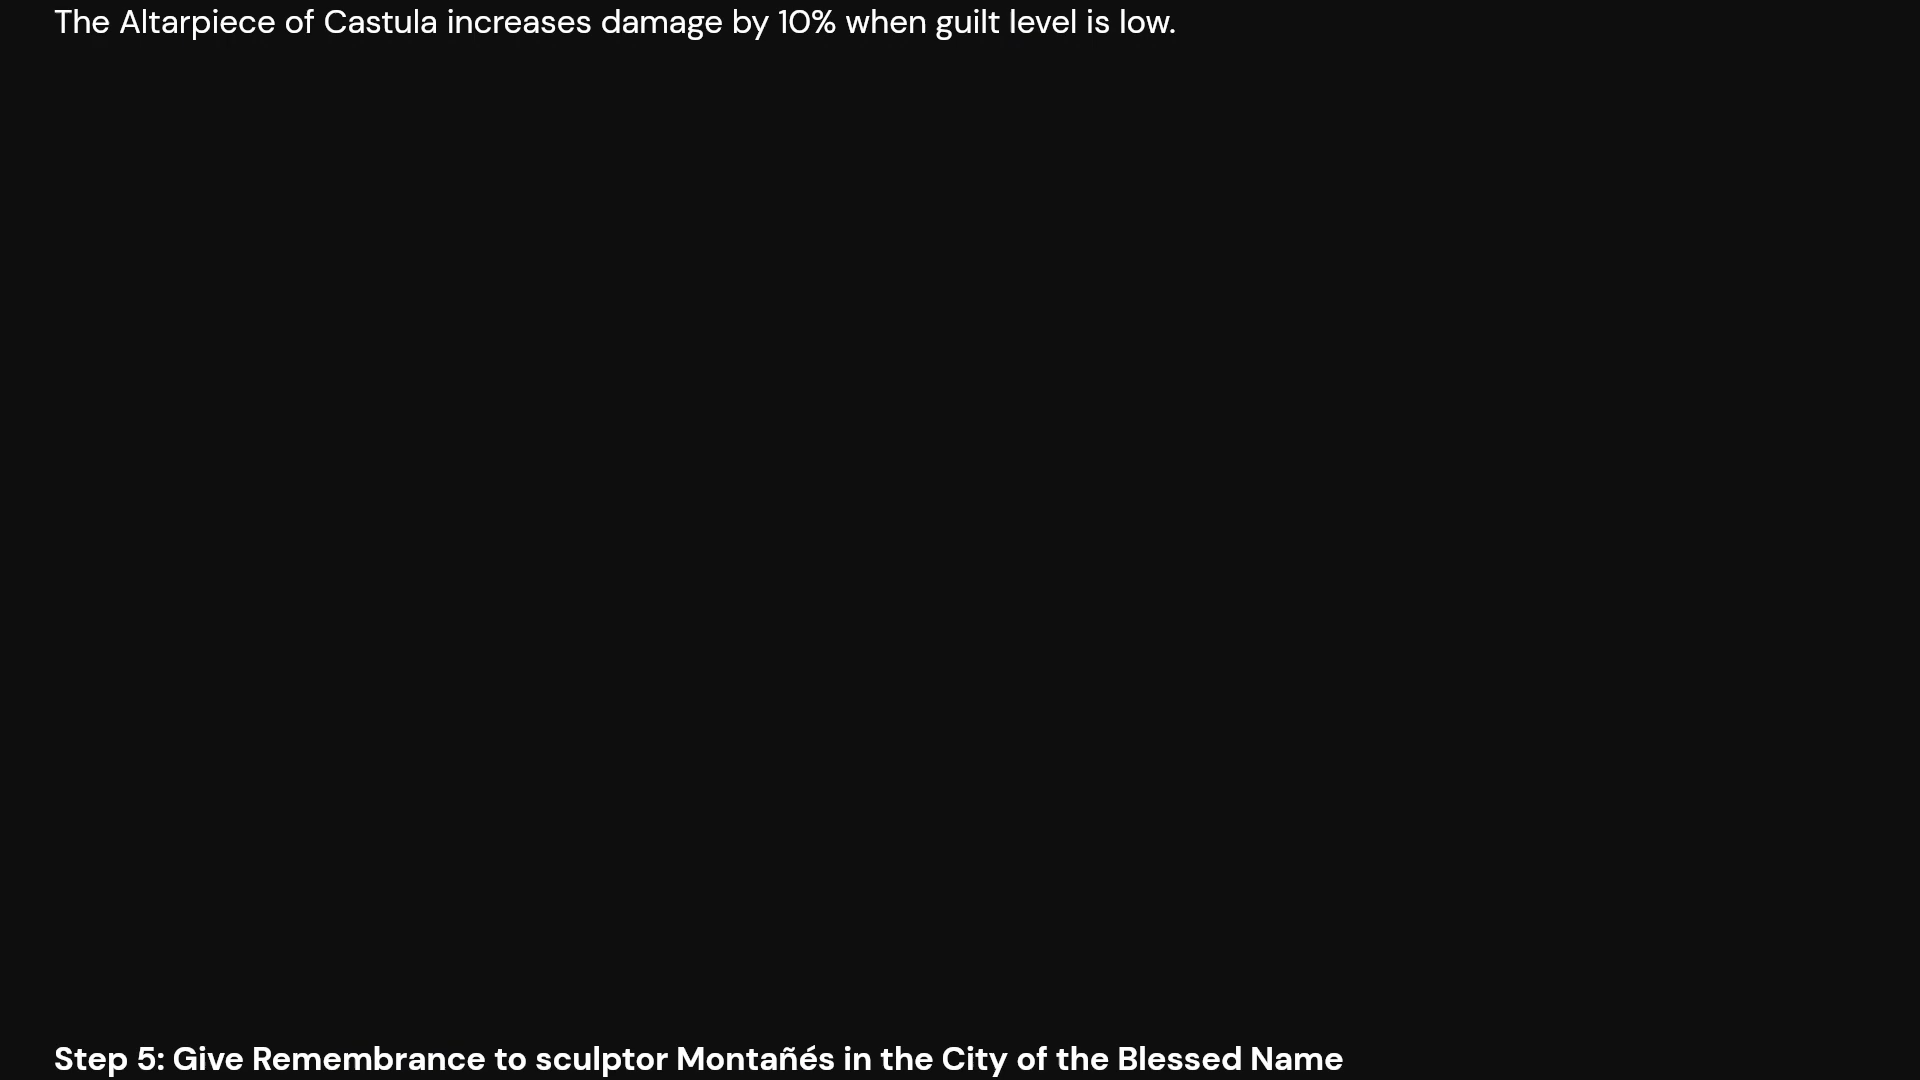 The Altarpiece of Castula increases damage by 10% when guilt level is low.
Step 5: Give Remembrance to sculptor Montañés in the City of the Blessed Name